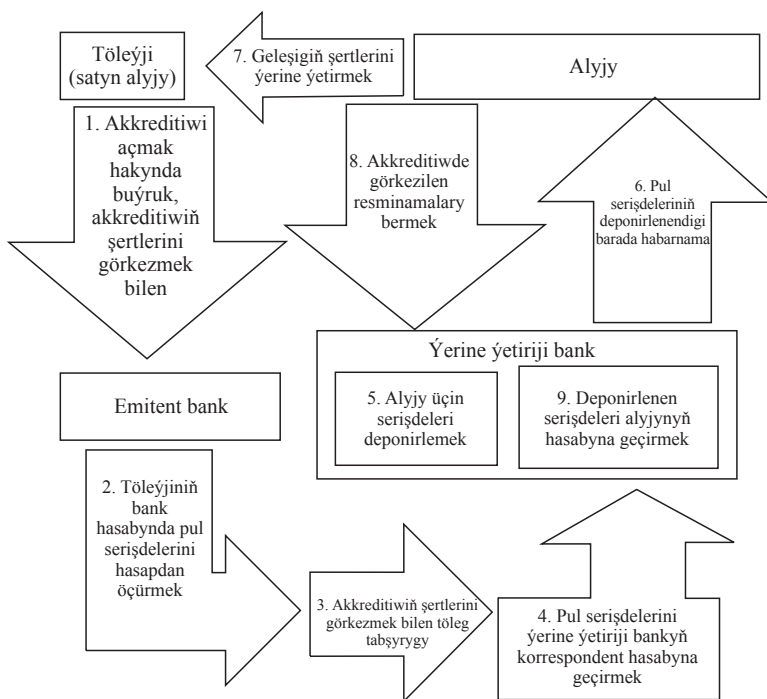 Töleýji
(satyn alyjy)
7. Geleşigiň şertlerini
ýerine ýetirmek
Alyjy
1. Akkreditiwi
açmak
hakynda
buýruk,
akkreditiwiň
şertlerini
görkezmek
bilen
8. Akkreditiwde
görkezilen
resminamalary
bermek
6. Pul
serişdeleriniň
deponirlenendigi
barada habarnama
Ýerine ýetiriji bank
5. Alyjy üçin
serişdeleri
deponirlemek
9. Deponirlenen
serişdeleri alyjynyň
hasabyna geçirmek
Emitent bank
2. Töleýjiniň
bank
hasabynda pul
serişdelerini
hasapdan
öçürmek
3. Akkreditiwiň şertlerini
görkezmek bilen töleg
tabşyrygy
4. Pul serişdelerini
ýerine ýetiriji bankyň
korrespondent hasabyna
geçirmek